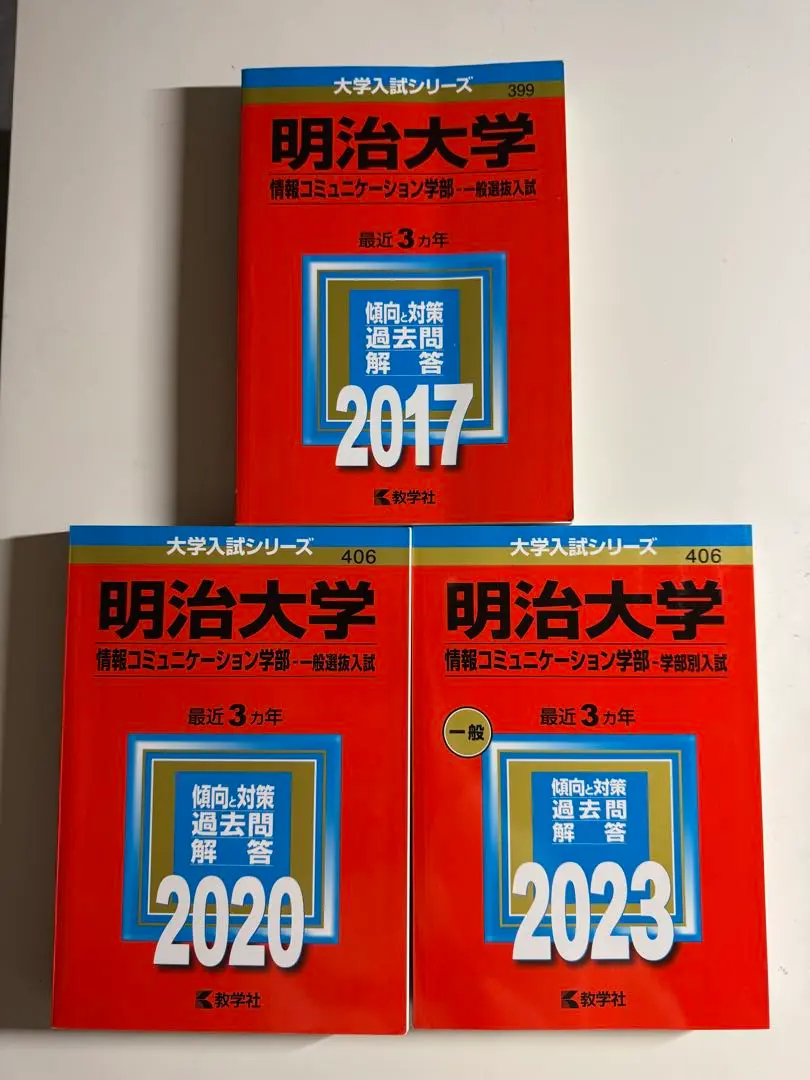 大学入試シリーズ
399
明治大学
情報コミュニケーション学部-一般選抜入試
最近3カ年
傾向と対策
過去問
解答
2017
教学社
大学入試シリーズ
406
明治大学
情報コミュニケーション学部-一般選抜入試
最近3カ年
傾向と対策
過去問
解答
2020
教学社
大学入試シリーズ
406
明治大学
情報コミュニケーション学部-学部別入試
最近3カ年
一般
傾向と対策
過去問
解答
2023
教学社